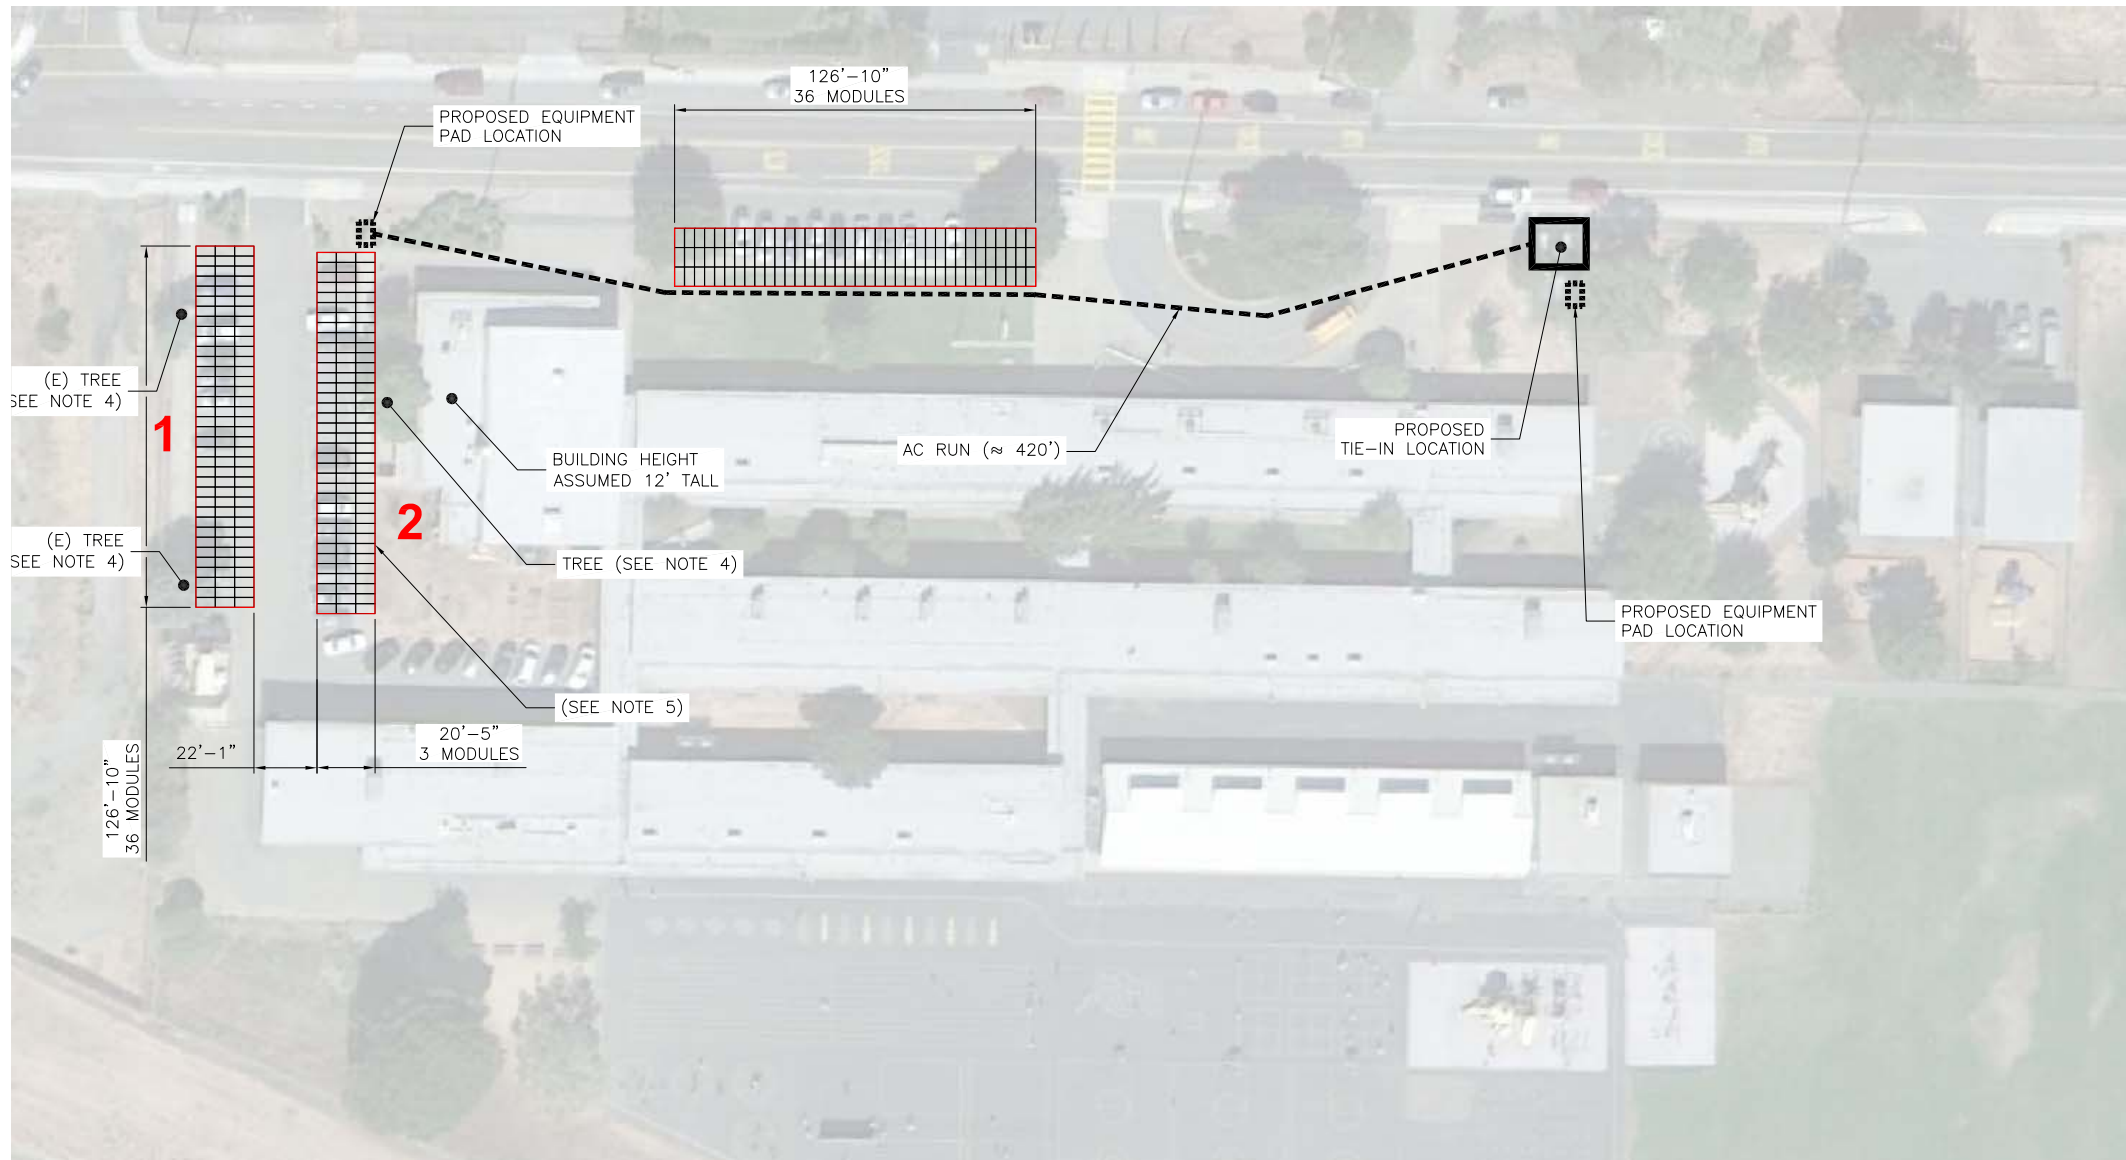 126'-10"
36 MODULES
PROPOSED EQUIPMENT
PAD LOCATION
(E) TREE
SEE NOTE 4)
1
BUILDING HEIGHT
ASSUMED 12' TALL
AC RUN (≈ 420')
PROPOSED
TIE-IN LOCATION
2
(E) TREE
SEE NOTE 4)
TREE (SEE NOTE 4)
PROPOSED EQUIPMENT
PAD LOCATION
(SEE NOTE 5)
22'-1"
20'-5"
3 MODULES
126'-10"
36 MODULES